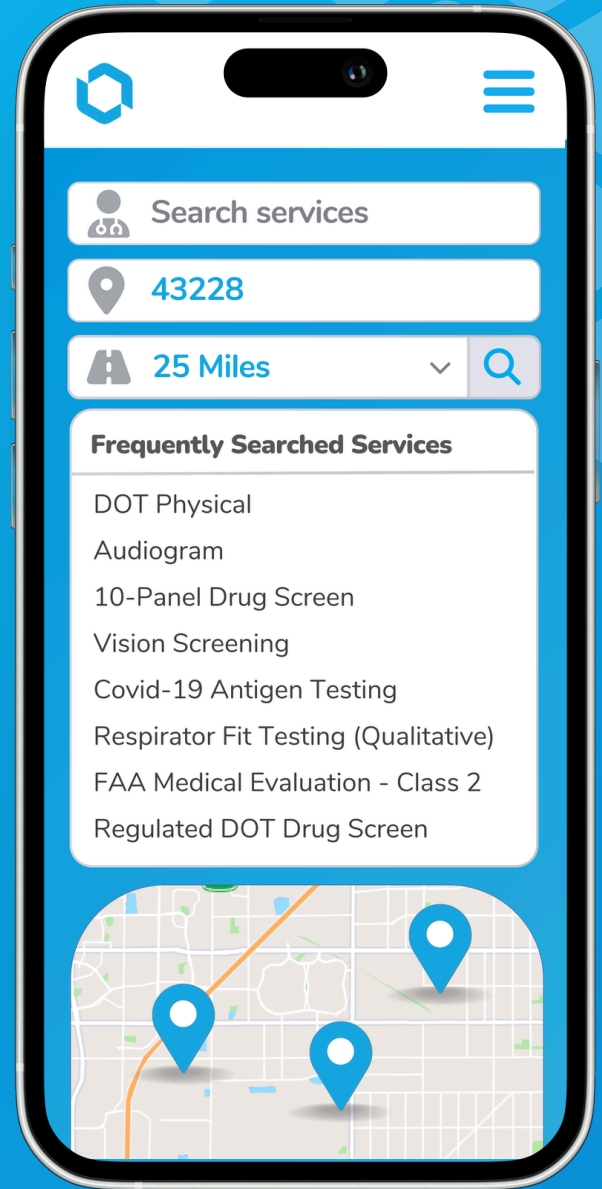 Search services
43228
25 Miles
Frequently Searched Services
DOT Physical
Audiogram
10-Panel Drug Screen
Vision Screening
Covid-19 Antigen Testing
Respirator Fit Testing (Qualitative)
FAA Medical Evaluation - Class 2
Regulated DOT Drug Screen